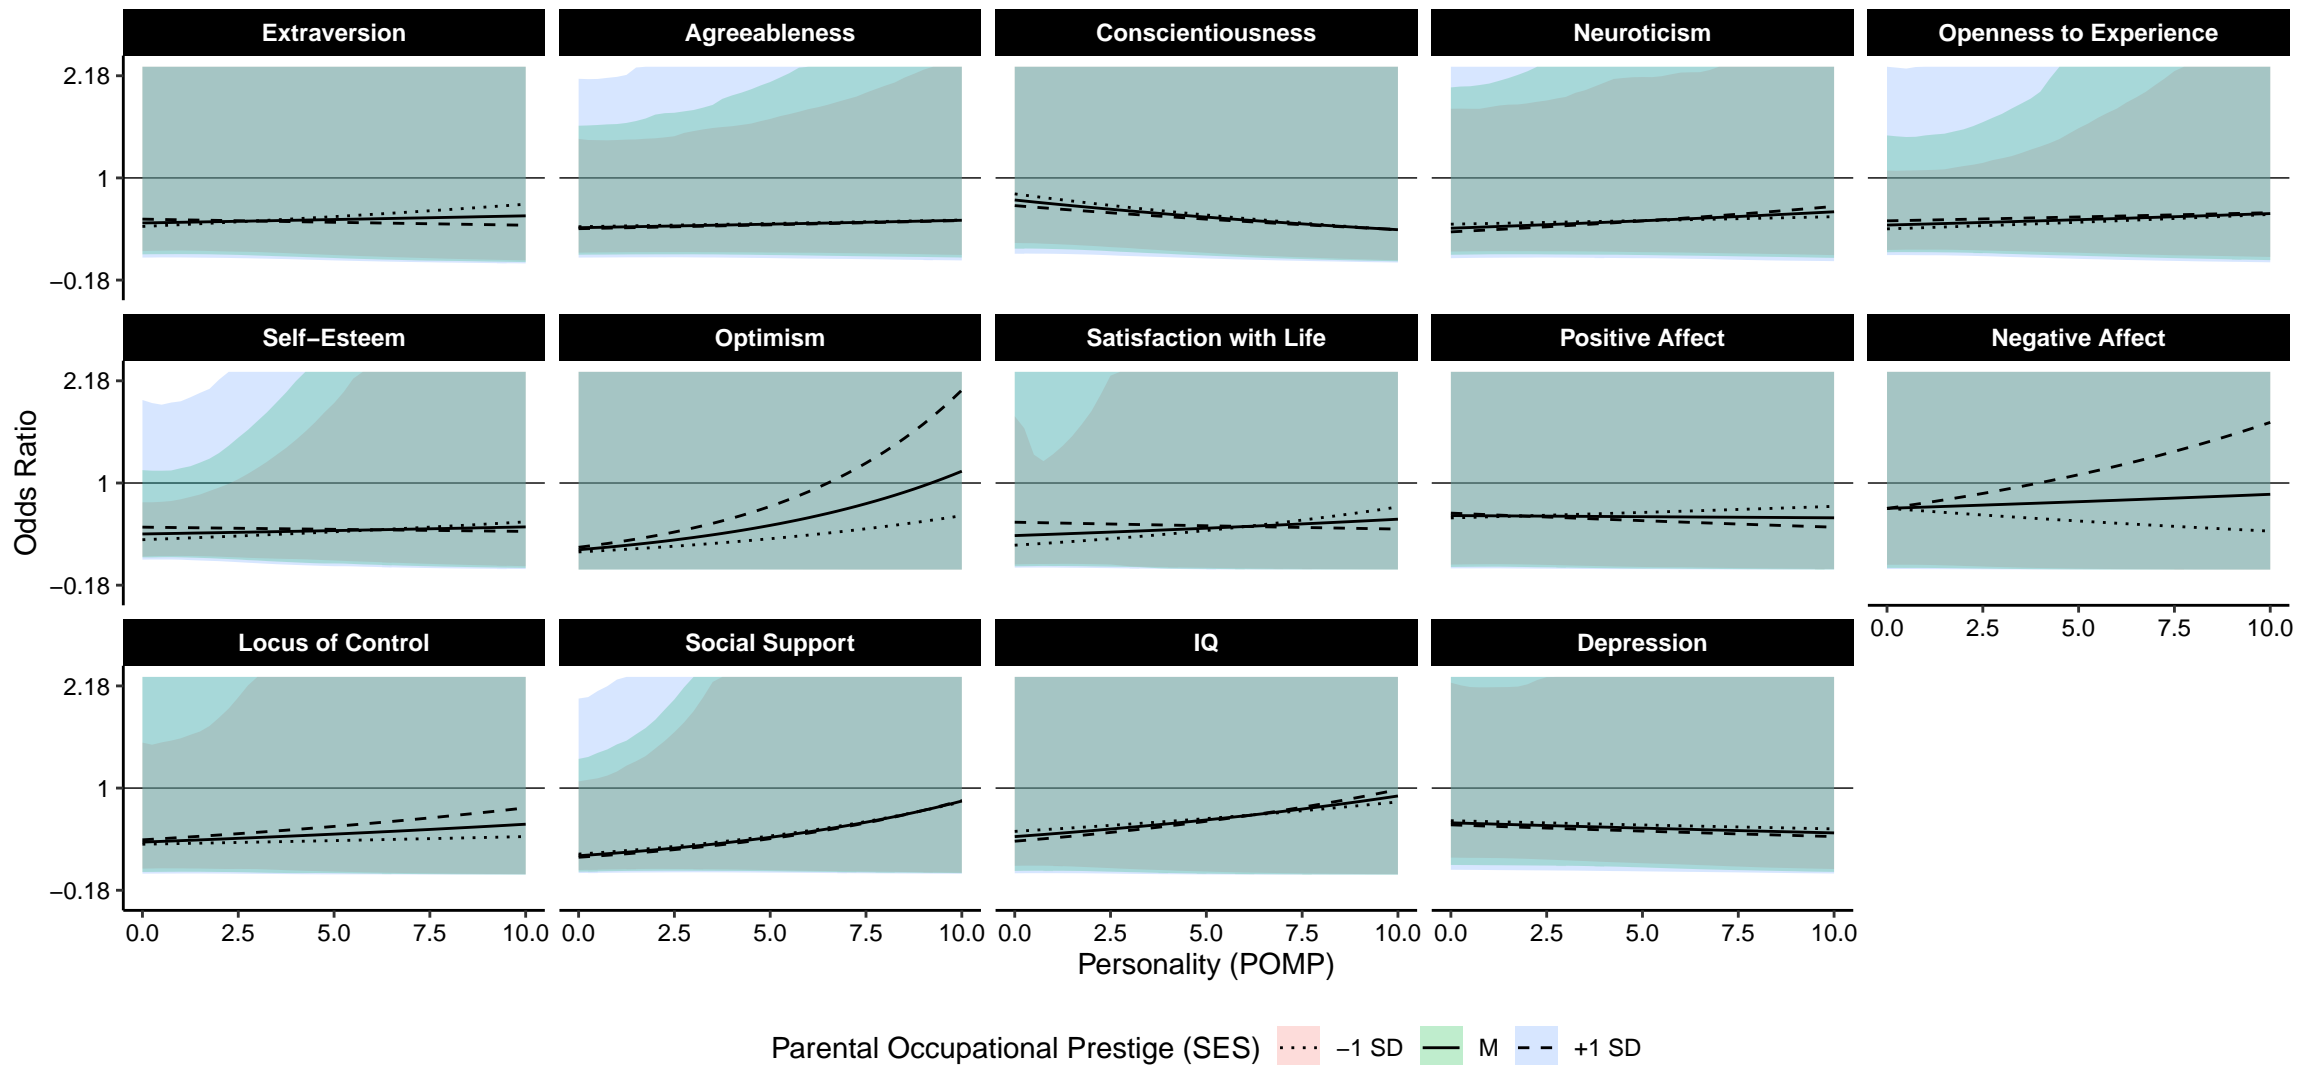 Extraversion Agreeableness Conscientiousness Neuroticism Openness to Experience
2.18
1
−0.18
Self−Esteem Optimism Satisfaction with Life Positive Affect Negative Affect
2.18
1
−0.18
0.0 2.5 5.0 7.5 10.0
Locus of Control Social Support IQ Depression
2.18
1
−0.18
0.0 2.5 5.0 7.5 10.0 0.0 2.5 5.0 7.5 10.0 0.0 2.5 5.0 7.5 10.0 0.0 2.5 5.0 7.5 10.0
Odds Ratio
Personality (POMP)
Parental Occupational Prestige (SES) −1 SD M +1 SD